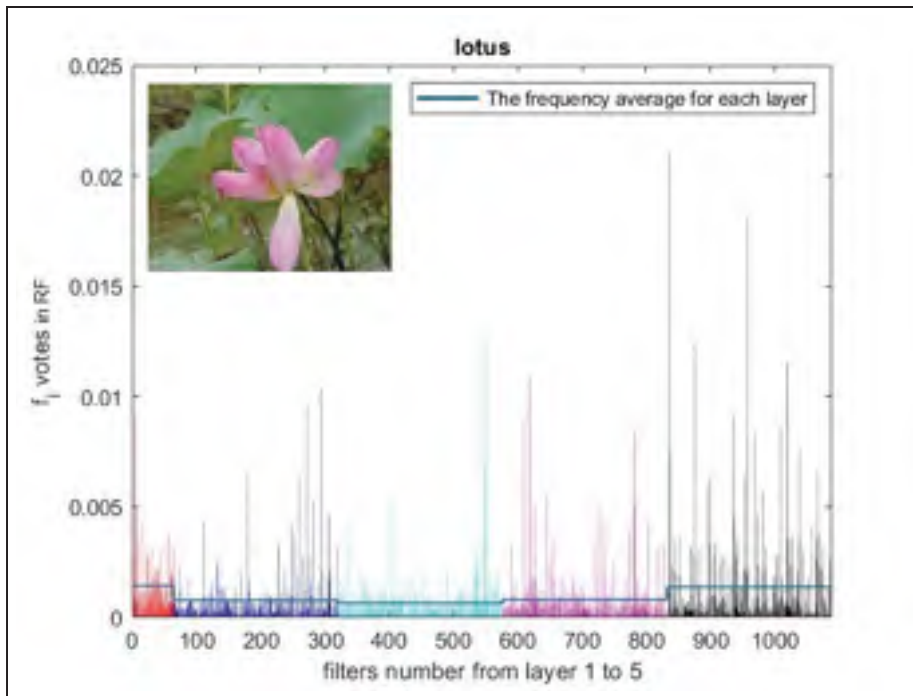 lotus
The frequency average for each layer
0.025
0.02
0.015
0.01
0.005
0
f_i votes in RF
0 100 200 300 400 500 600 700 800 900 1000
filters number from layer 1 to 5